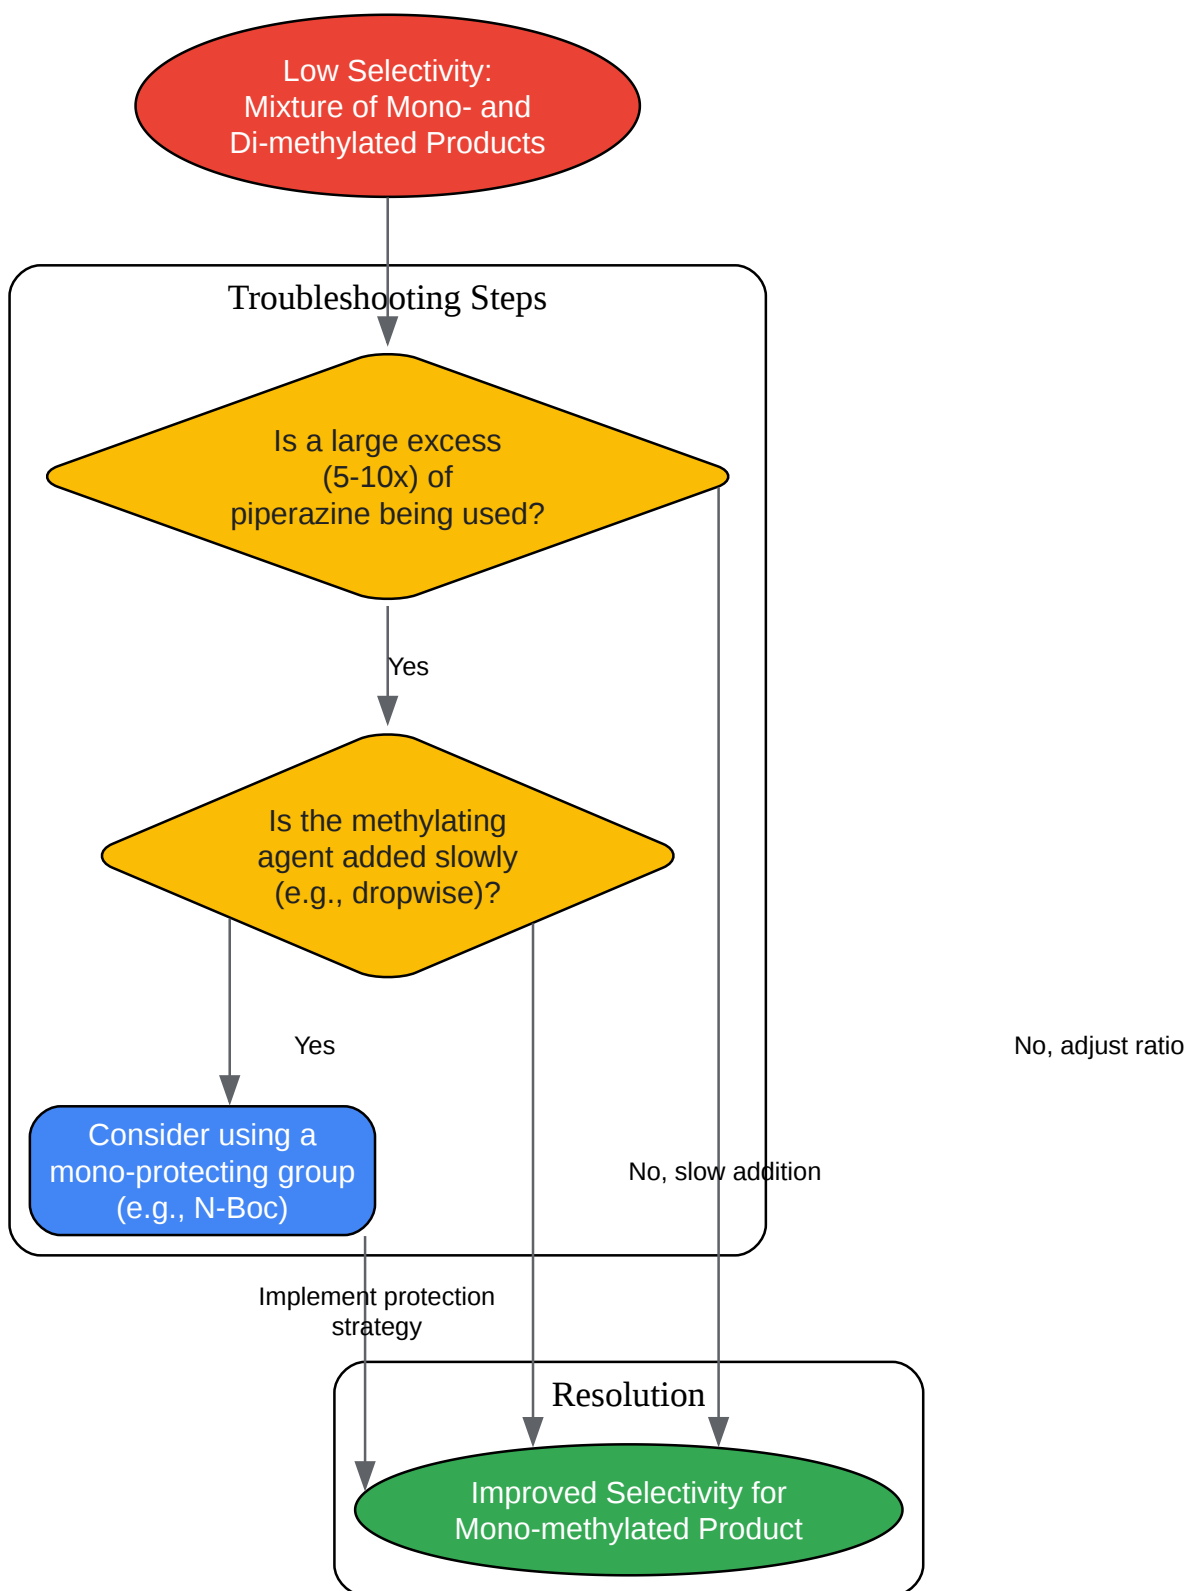 Low Selectivity:
Mixture of Mono- and
Di-methylated Products
Troubleshooting Steps
Is a large excess
(5-10x) of
piperazine being used?
Yes
Is the methylating
agent added slowly
(e.g., dropwise)?
Yes
No, adjust ratio
Consider using a
mono-protecting group
(e.g., N-Boc)
No, slow addition
Implement protection
strategy
Resolution
Improved Selectivity for
Mono-methylated Product